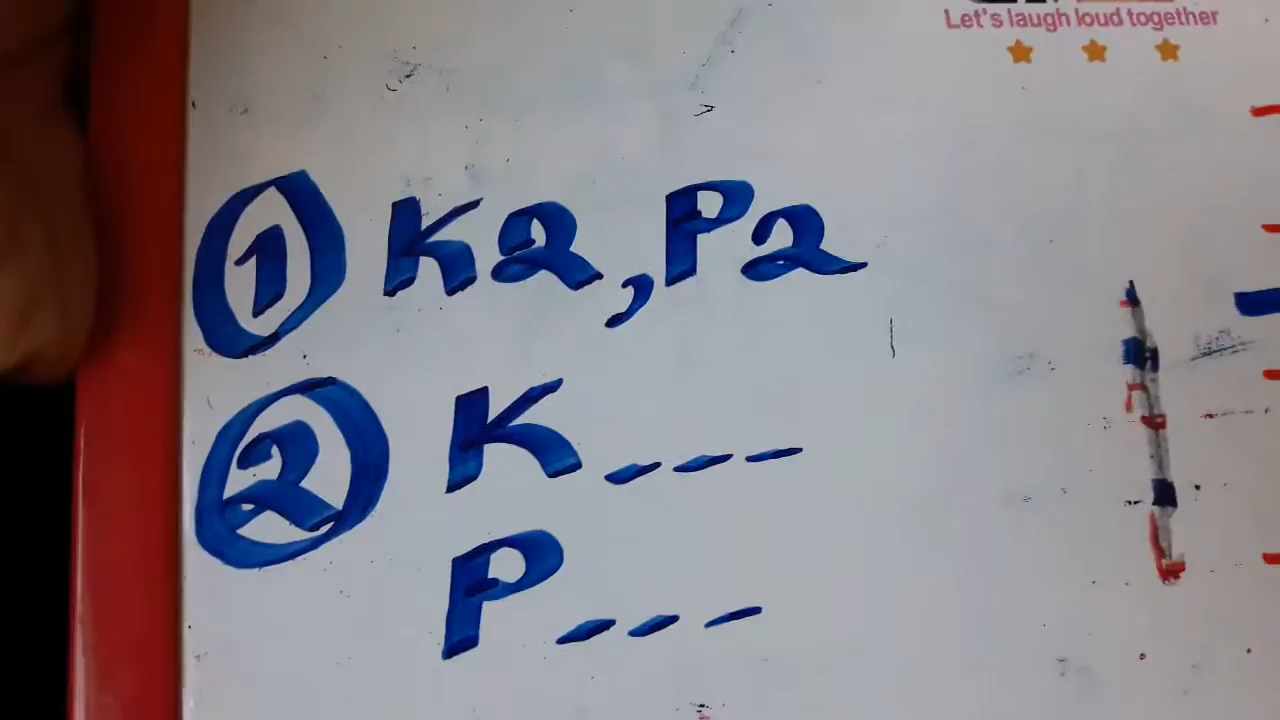 Let's laugh loud together
① K2, P2
② K---
P---